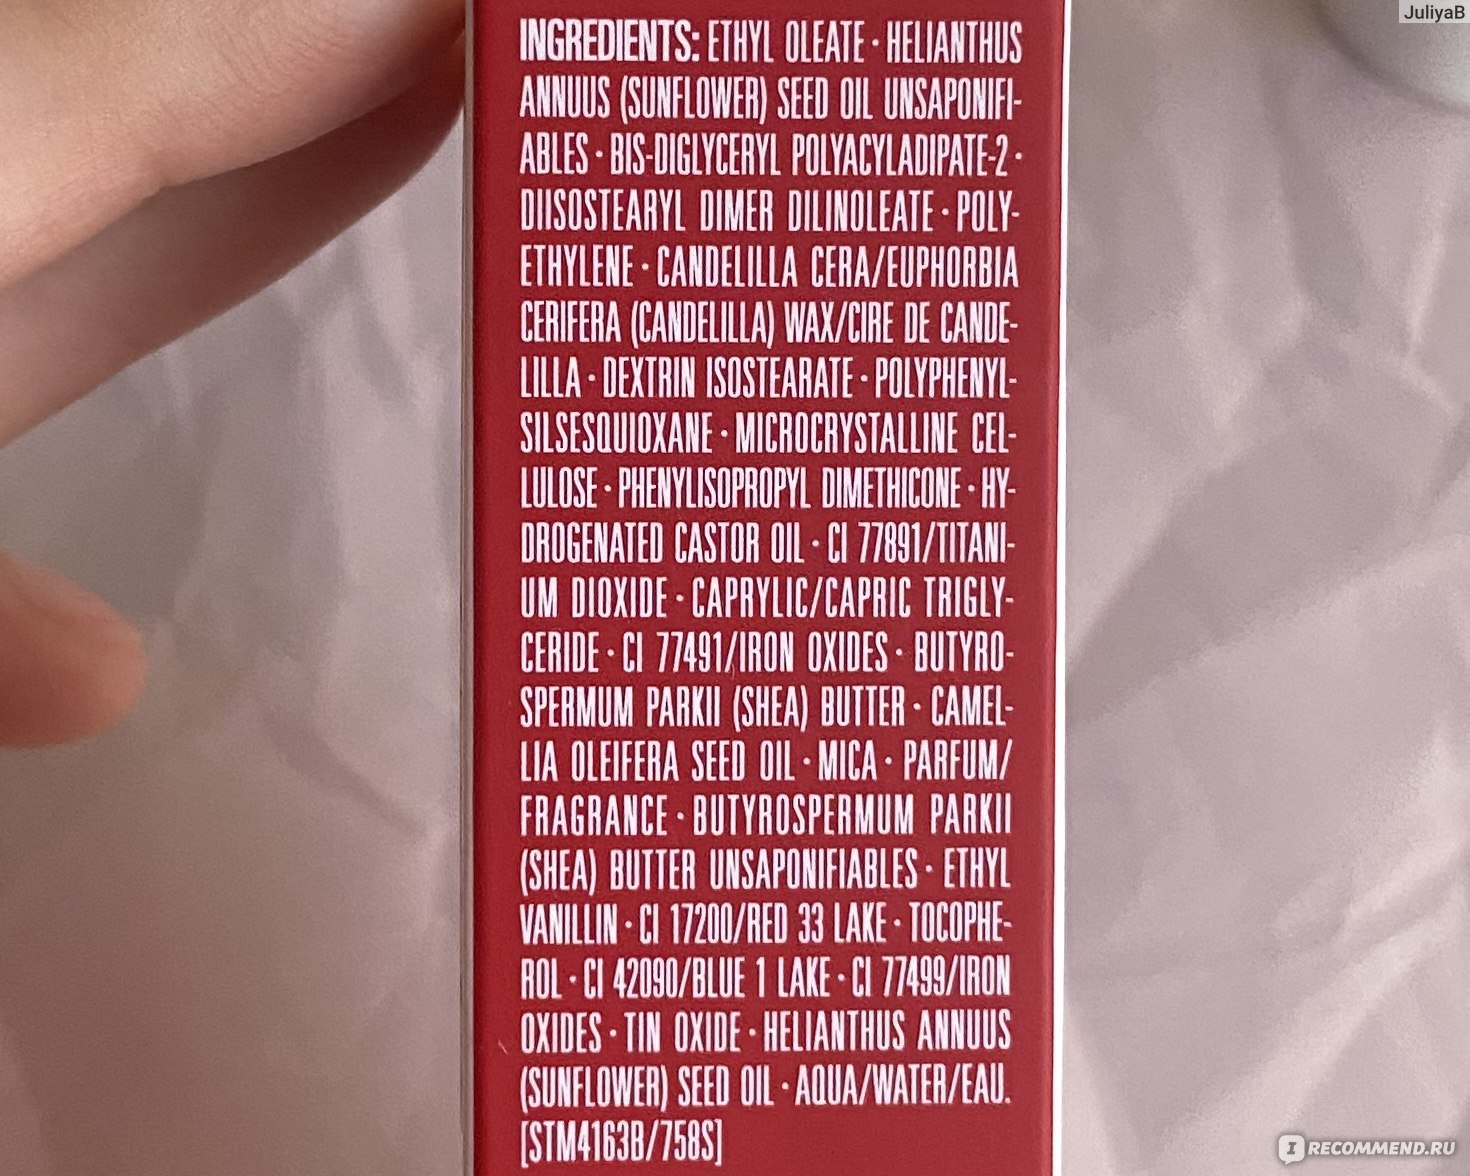 JuliyaB
INGREDIENTS: ETHYL OLEATE · HELIANTHUS
ANNUUS (SUNFLOWER) SEED OIL UNSAPONIFI-
ABLES · BIS-DIGLYCERYL POLYACYLADIPATE-2 ·
DIISOSTEARYL DIMER DILINOLEATE · POLY-
ETHYLENE · CANDELILLA CERA/EUPHORBIA
CERIFERA (CANDELILLA) WAX/CIRE DE CANDE-
LILLA · DEXTRIN ISOSTEARATE · POLYPHENYL-
SILSESQUIOXANE · MICROCRYSTALLINE CEL-
LULOSE · PHENYLISOPROPYL DIMETHICONE · HY-
DROGENATED CASTOR OIL · CI 77891/TITANI-
UM DIOXIDE · CAPRYLIC/CAPRIC TRIGLY-
CERIDE · CI 77491/IRON OXIDES · BUTYRO-
SPERMUM PARKII (SHEA) BUTTER · CAMEL-
LIA OLEIFERA SEED OIL · MICA · PARFUM/
FRAGRANCE · BUTYROSPERMUM PARKII
(SHEA) BUTTER UNSAPONIFIABLES · ETHYL
VANILLIN · CI 17200/RED 33 LAKE · TOCOPHE-
ROL · CI 42090/BLUE 1 LAKE · CI 77499/IRON
OXIDES · TIN OXIDE · HELIANTHUS ANNUUS
(SUNFLOWER) SEED OIL · AQUA/WATER/EAU.
[STM4163B/758S]
IRECOMMEND.RU